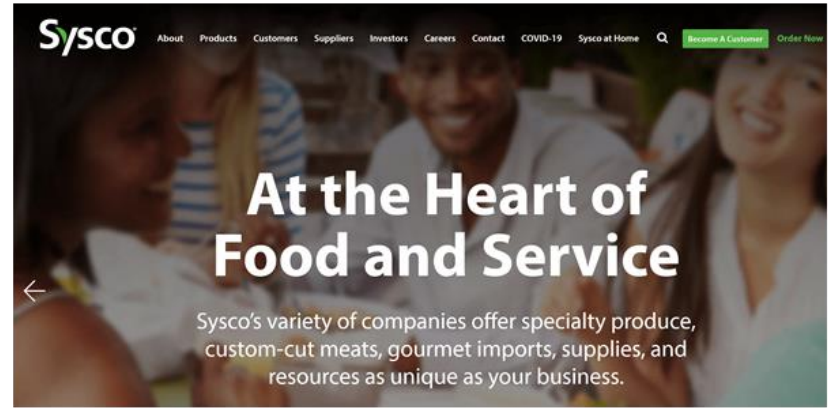 Sysco
About Products Customers Suppliers Investors Careers Contact COVID-19 Sysco at Home Become A Customer Order Now
At the Heart of
Food and Service
Sysco's variety of companies offer specialty produce,
custom-cut meats, gourmet imports, supplies, and
resources as unique as your business.